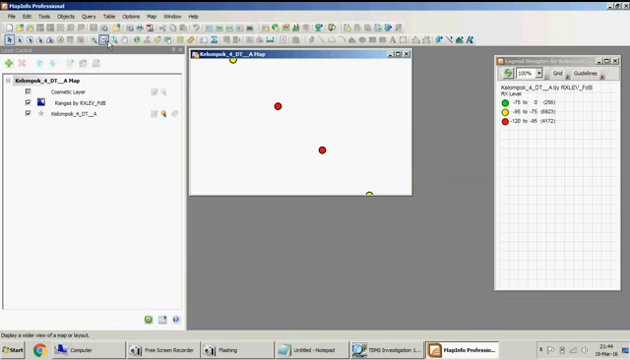 MapInfo Professional
File Edit Tools Objects Query Table Options Map Window Help
Layer Control
Kelompok_4_DT__A Map
Cosmetic Layer
Ranges by RXLEV_FdB
Kelompok_4_DT__A
Kelompok_4_DT__A Map
Legend Designer for Kelompok
100% Grid Guidelines
Kelompok_4_DT__A by RXLEV_FdB
RX Level
-75 to 0 (256)
-95 to -75 (6823)
-120 to -95 (4172)
Display a wider view of a map or layout.
Start
Computer
Free Screen Recorder
Flashing
Untitled - Notepad
TEMS Investigation 1...
MapInfo Professio...
21:44
19-Mar-16